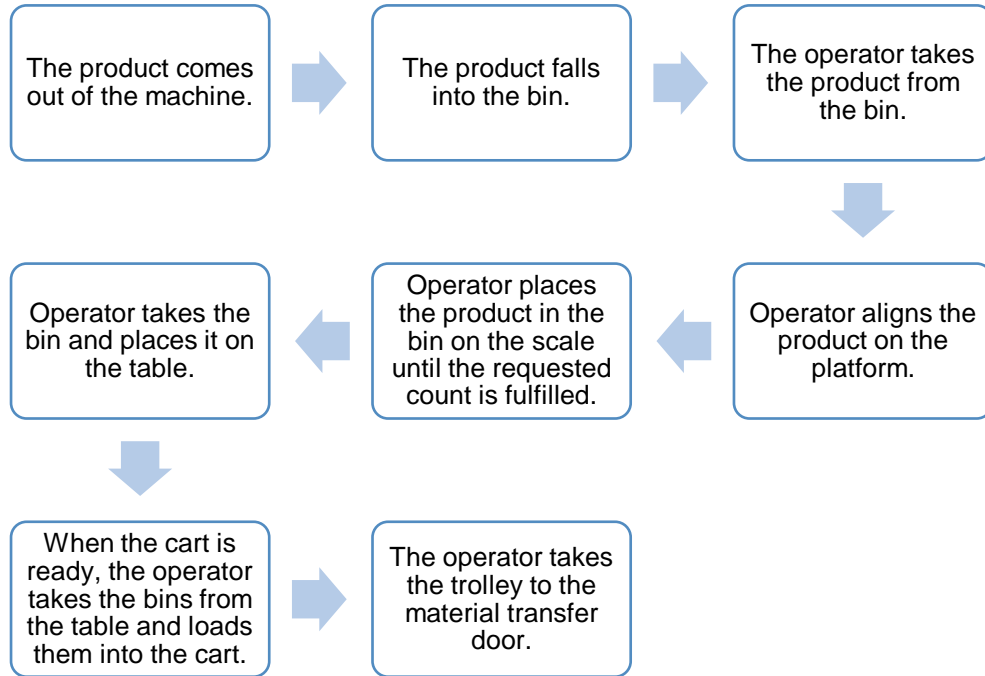 The product comes
out of the machine.
The product falls
into the bin.
The operator takes
the product from
the bin.
Operator aligns the
product on the
platform.
Operator places
the product in the
bin on the scale
until the requested
count is fulfilled.
Operator takes the
bin and places it on
the table.
When the cart is
ready, the operator
takes the bins from
the table and loads
them into the cart.
The operator takes
the trolley to the
material transfer
door.